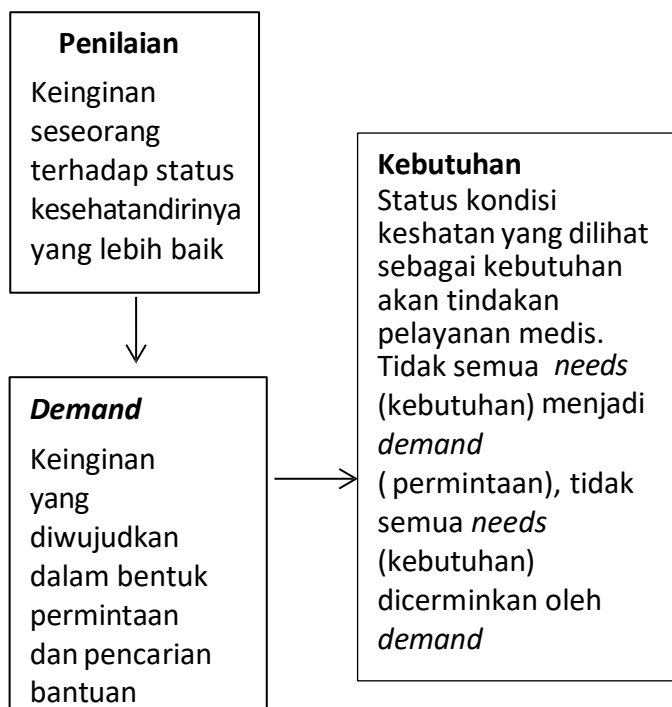 Penilaian
Keinginan
seseorang
terhadap status
kesehatandirinya
yang lebih baik
Demand
Keinginan
yang
diwujudkan
dalam bentuk
permintaan
dan pencarian
bantuan
Kebutuhan
Status kondisi
keshatan yang dilihat
sebagai kebutuhan
akan tindakan
pelayanan medis.
Tidak semua needs
(kebutuhan) menjadi
demand
( permintaan), tidak
semua needs
(kebutuhan)
dicerminkan oleh
demand